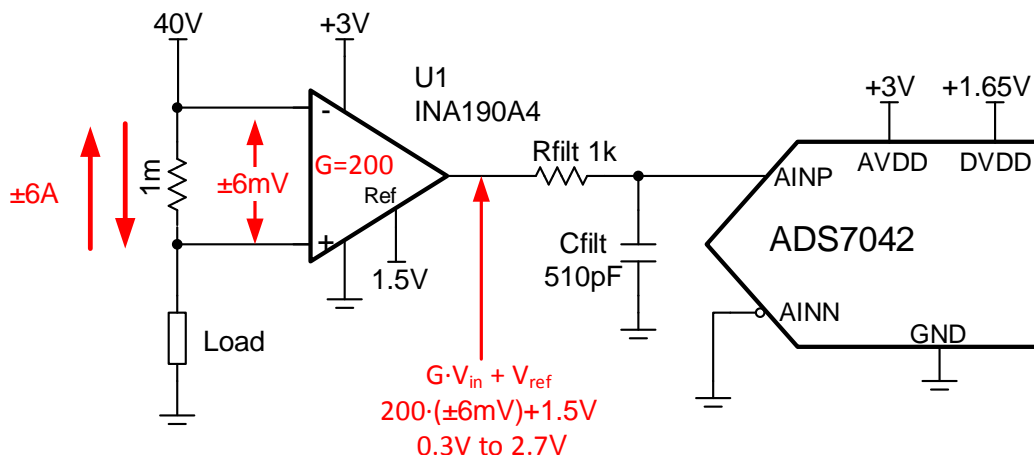 40V
+3V
U1
INA190A4
+3V
+1.65V
-
G=200
Rfilt 1k
AVDD
DVDD
AINP
±6A
1m
±6mV
Ref
ADS7042
+
1.5V
Cfilt
510pF
AINN
GND
Load
G·Vin + Vref
200·(±6mV)+1.5V
0.3V to 2.7V